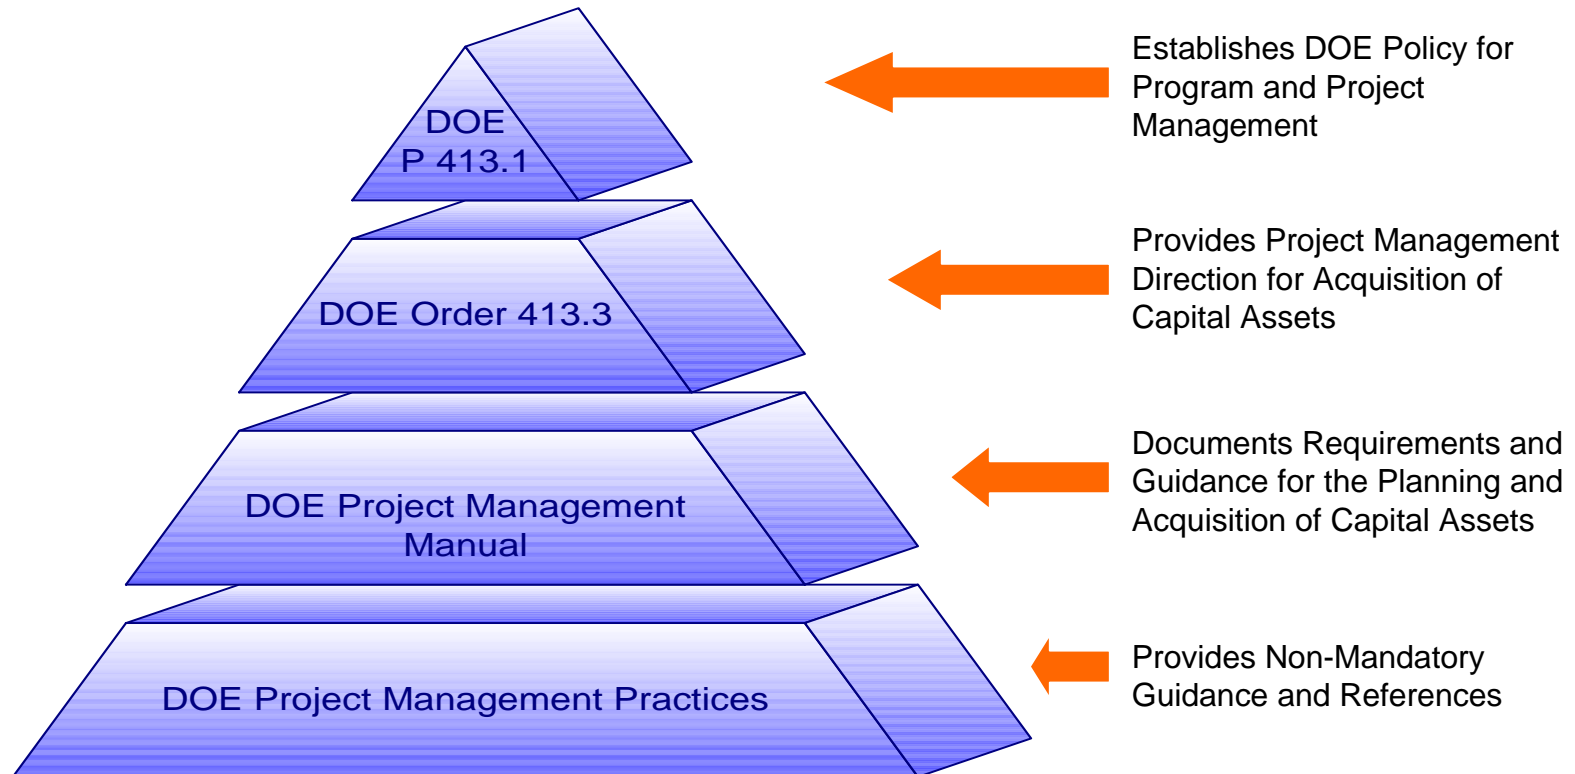 DOE
P 413.1
Establishes DOE Policy for
Program and Project
Management
DOE Order 413.3
Provides Project Management
Direction for Acquisition of
Capital Assets
DOE Project Management
Manual
Documents Requirements and
Guidance for the Planning and
Acquisition of Capital Assets
DOE Project Management Practices
Provides Non-Mandatory
Guidance and References